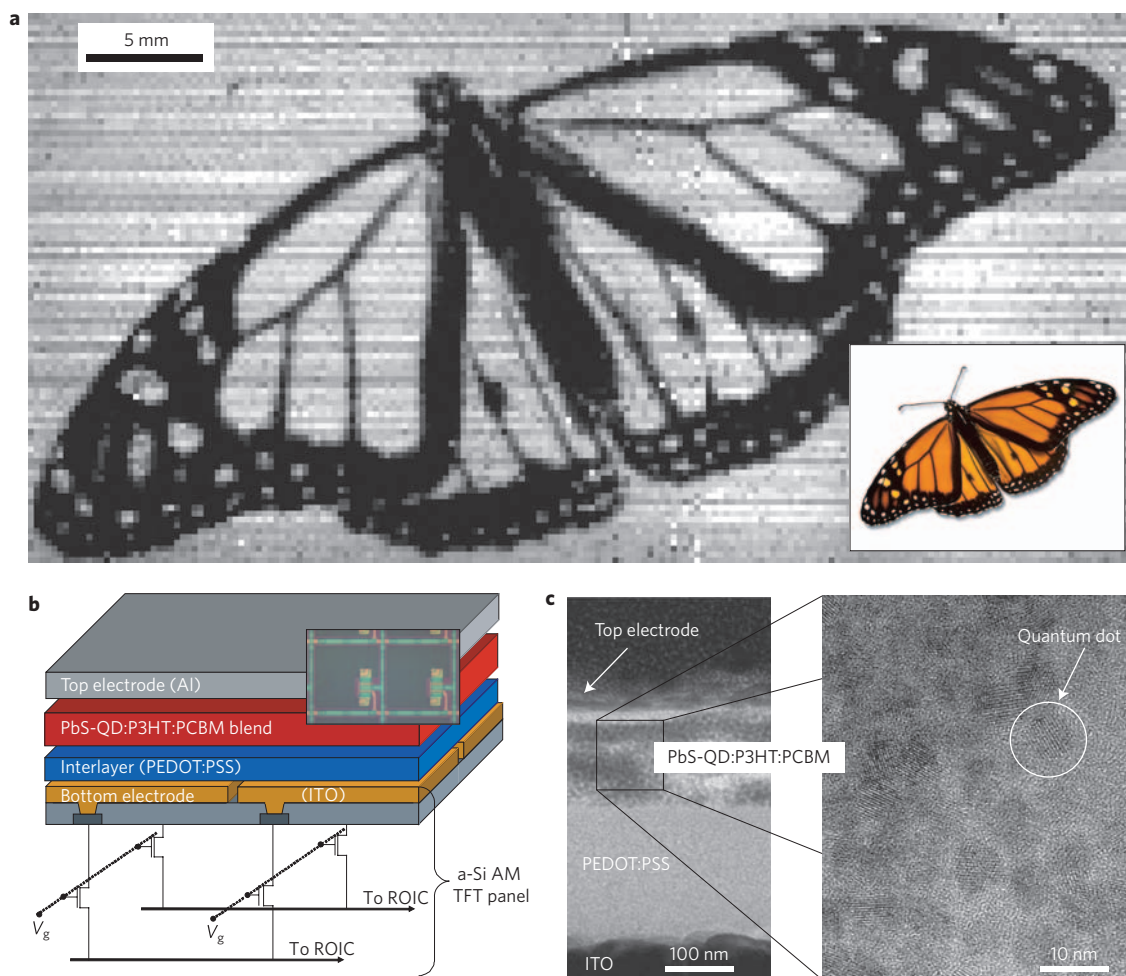 a
5 mm
b
Top electrode (Al)
PbS-QD:P3HT:PCBM blend
Interlayer (PEDOT:PSS)
Bottom electrode (ITO)
a-Si AM
TFT panel
To ROIC
Vg
Vg
To ROIC
c
Top electrode
Quantum dot
PbS-QD:P3HT:PCBM
PEDOT:PSS
100 nm
ITO
10 nm